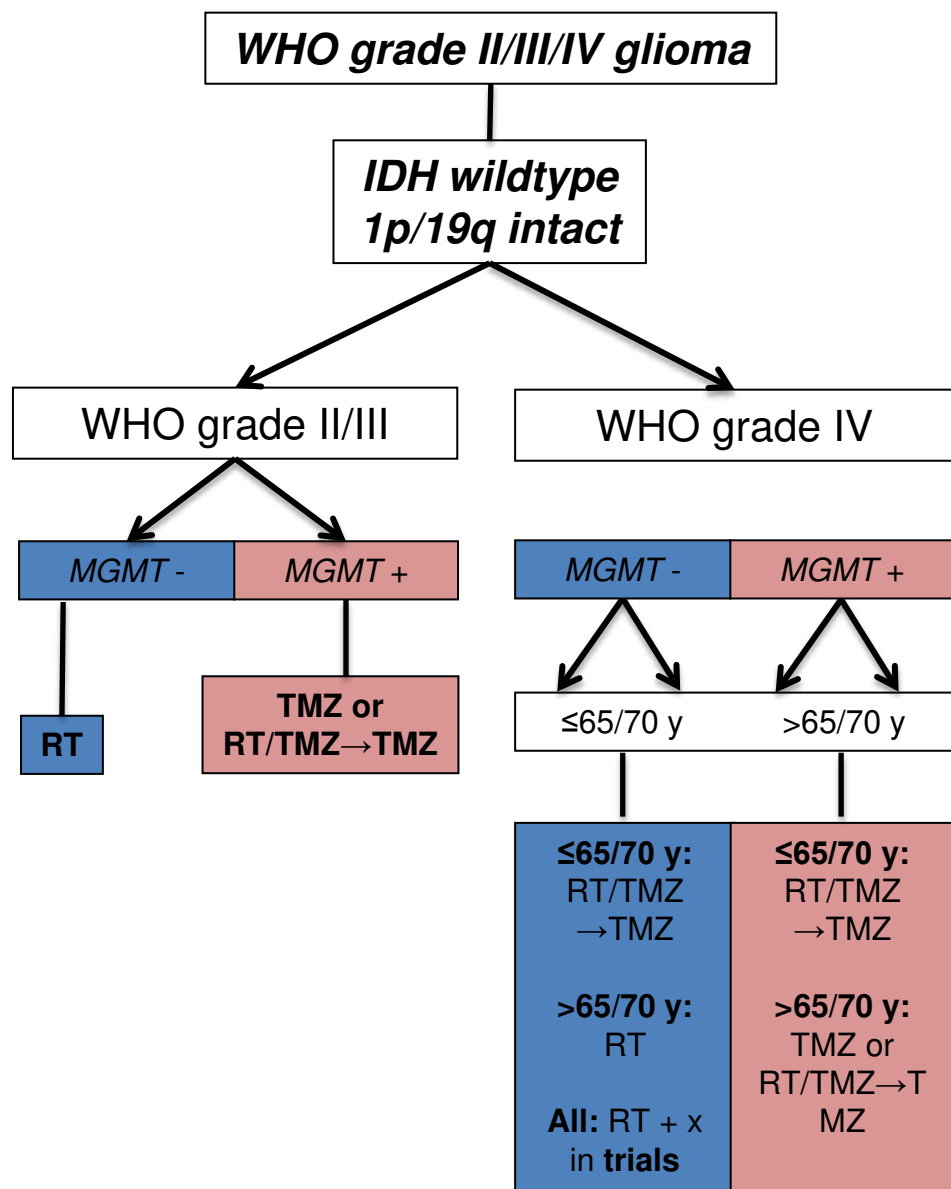 WHO grade II/III/IV glioma
IDH wildtype
1p/19q intact
WHO grade II/III
WHO grade IV
MGMT -
MGMT +
MGMT -
MGMT +
RT
TMZ or
RT/TMZ→TMZ
≤65/70 y
>65/70 y
≤65/70 y:
RT/TMZ
→TMZ
>65/70 y:
RT
All: RT + x
in trials
≤65/70 y:
RT/TMZ
→TMZ
>65/70 y:
TMZ or
RT/TMZ→T
MZ